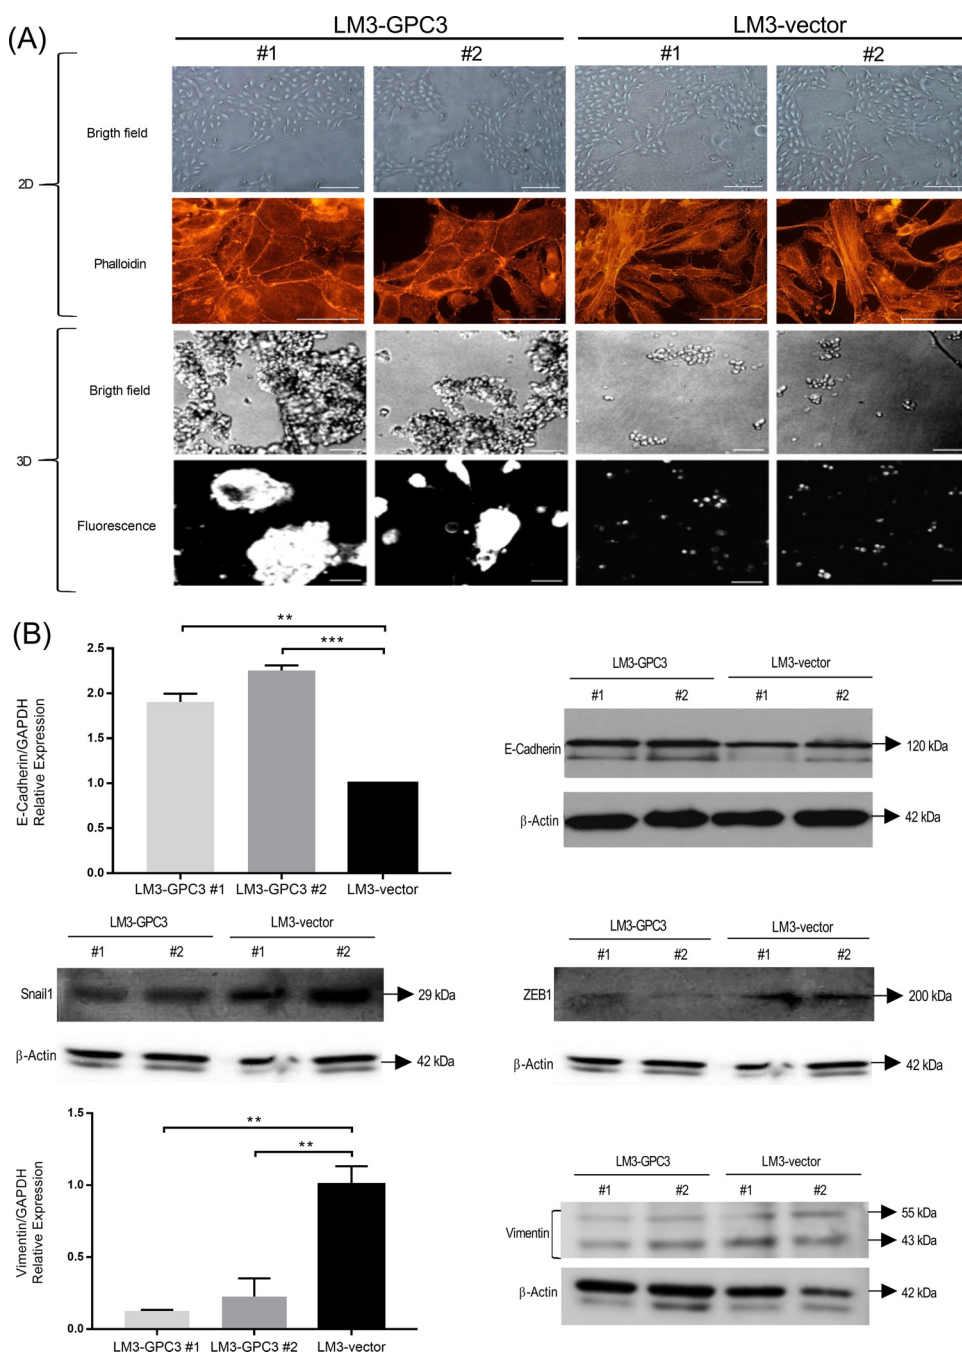 (A)
LM3-GPC3 LM3-vector
#1 #2 #1 #2
Brigth field
2D
Phalloidin
Brigth field
3D
Fluorescence
(B)
** 
***
2.5
2.0
1.5
1.0
0.5
0.0
E-Cadherin/GAPDH
Relative Expression
LM3-GPC3 #1 LM3-GPC3 #2 LM3-vector
LM3-GPC3 LM3-vector
#1 #2 #1 #2
E-Cadherin 120 kDa
β-Actin 42 kDa
LM3-GPC3 LM3-vector
#1 #2 #1 #2
Snail1 29 kDa
β-Actin 42 kDa
LM3-GPC3 LM3-vector
#1 #2 #1 #2
ZEB1 200 kDa
β-Actin 42 kDa
**
**
1.5
1.0
0.5
0.0
Vimentin/GAPDH
Relative Expression
LM3-GPC3 #1 LM3-GPC3 #2 LM3-vector
LM3-GPC3 LM3-vector
#1 #2 #1 #2
Vimentin 55 kDa
43 kDa
β-Actin 42 kDa